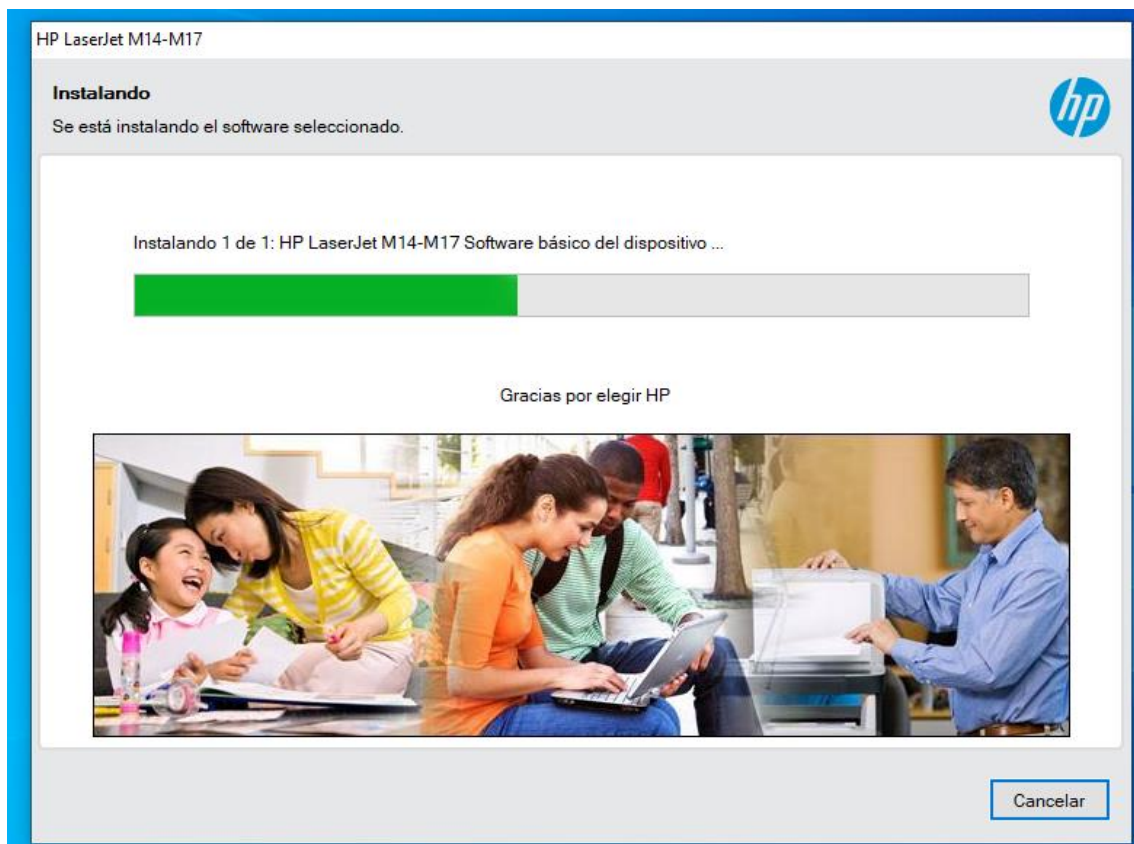 HP LaserJet M14-M17
Instalando
hp
Se está instalando el software seleccionado.
Instalando 1 de 1: HP LaserJet M14-M17 Software básico del dispositivo ...
Gracias por elegir HP
Cancelar